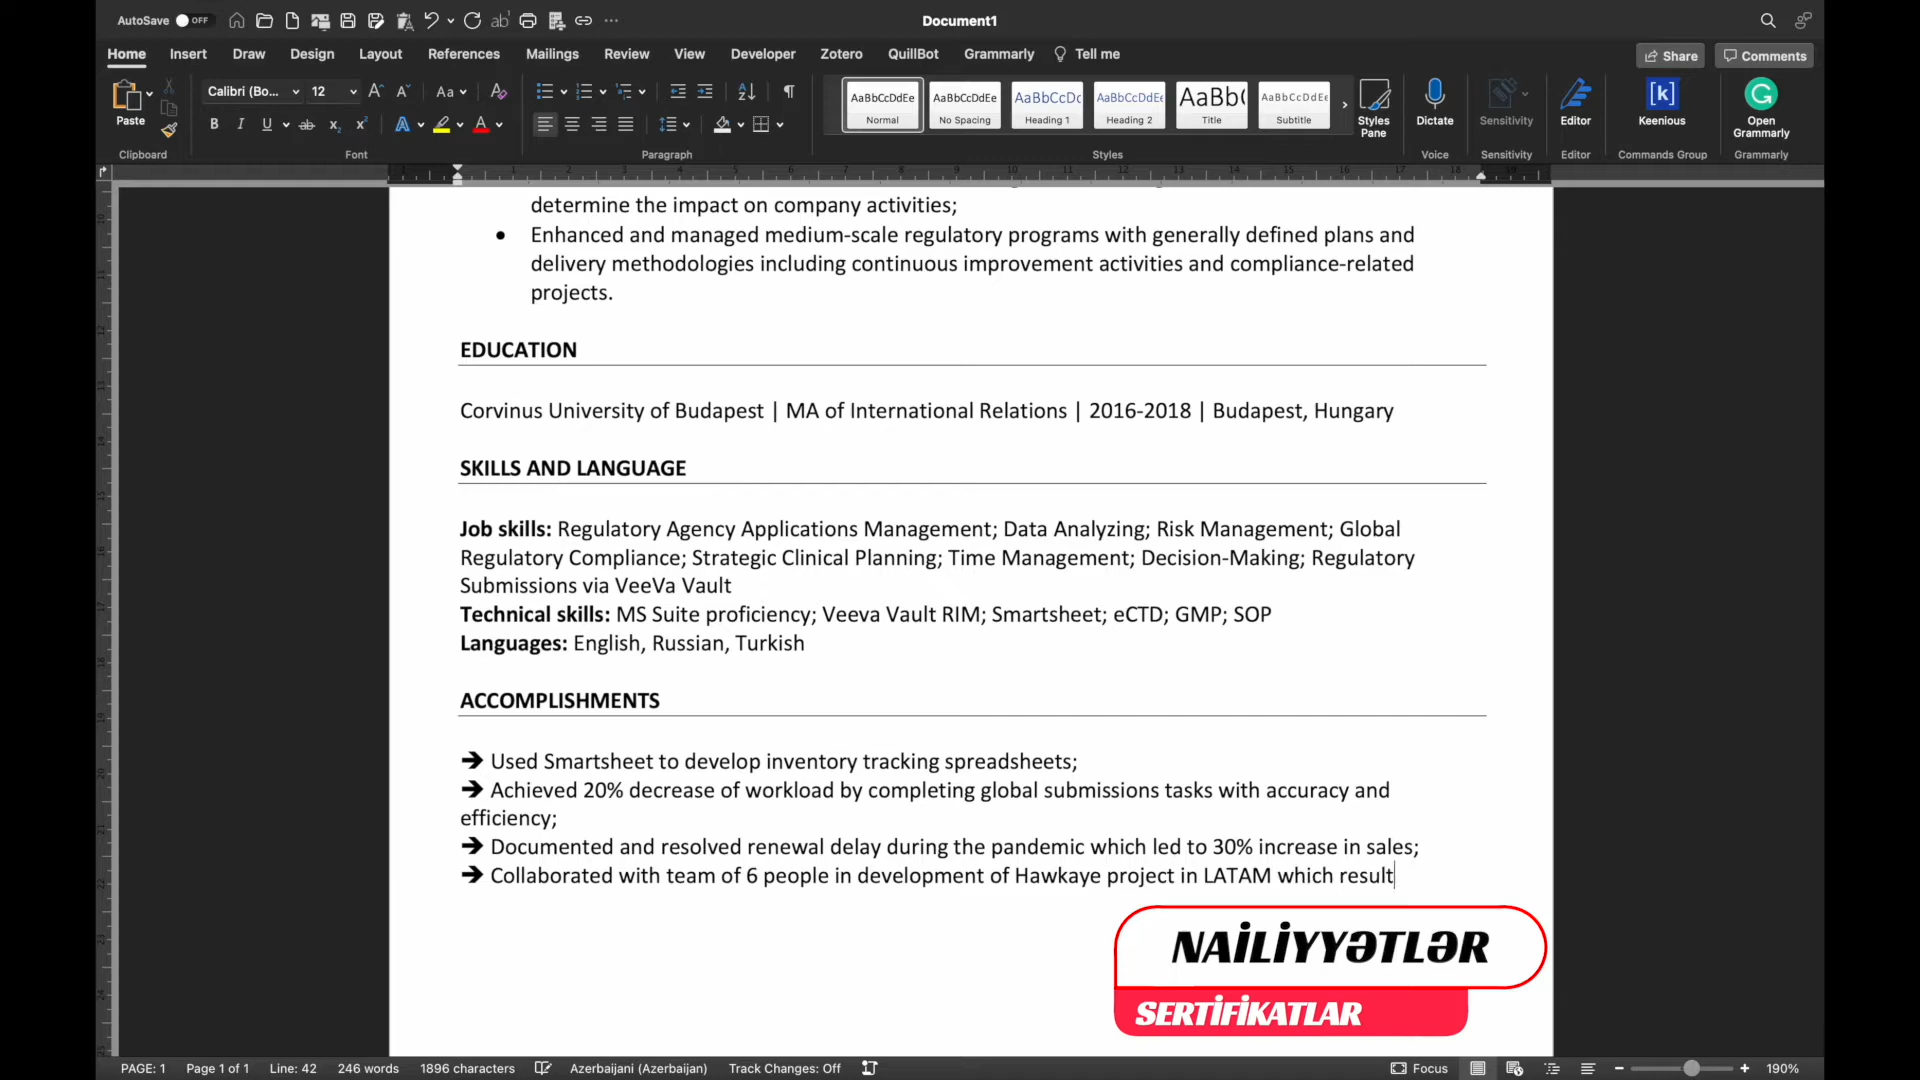 AutoSave OFF
Document1
Home Insert Draw Design Layout References Mailings Review View Developer Zotero QuillBot Grammarly Tell me
Share Comments
Paste
Calibri (Bo... 12
AaBbCcDdEe AaBbCcDdEe AaBbCcDc AaBbCcDdEe AaBb( AaBbCcDdEe
Normal No Spacing Heading 1 Heading 2 Title Subtitle
Styles Pane
Dictate Sensitivity Editor Keenious Open Grammarly
Clipboard Font Paragraph Styles Voice Sensitivity Editor Commands Group Grammarly
determine the impact on company activities;
• Enhanced and managed medium-scale regulatory programs with generally defined plans and
delivery methodologies including continuous improvement activities and compliance-related
projects.
EDUCATION
Corvinus University of Budapest | MA of International Relations | 2016-2018 | Budapest, Hungary
SKILLS AND LANGUAGE
Job skills: Regulatory Agency Applications Management; Data Analyzing; Risk Management; Global
Regulatory Compliance; Strategic Clinical Planning; Time Management; Decision-Making; Regulatory
Submissions via VeeVa Vault
Technical skills: MS Suite proficiency; Veeva Vault RIM; Smartsheet; eCTD; GMP; SOP
Languages: English, Russian, Turkish
ACCOMPLISHMENTS
➔ Used Smartsheet to develop inventory tracking spreadsheets;
➔ Achieved 20% decrease of workload by completing global submissions tasks with accuracy and
efficiency;
➔ Documented and resolved renewal delay during the pandemic which led to 30% increase in sales;
➔ Collaborated with team of 6 people in development of Hawkaye project in LATAM which result
NAİLİYYƏTLƏR
SERTİFİKATLAR
PAGE: 1 Page 1 of 1 Line: 42 246 words 1896 characters Azerbaijani (Azerbaijan) Track Changes: Off Focus 190%